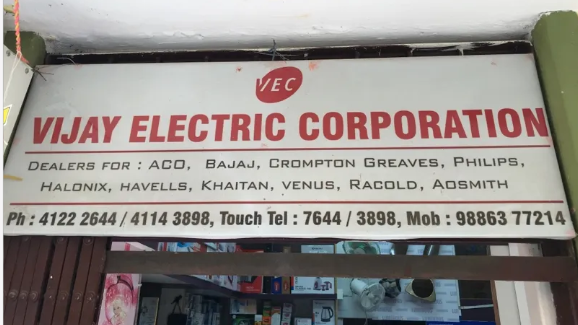 VEC
VIJAY ELECTRIC CORPORATION
DEALERS FOR : ACO, BAJAJ, CROMPTON GREAVES, PHILIPS,
HALONIX, HAVELLS, KHAITAN, VENUS, RACOLD, AOSMITH
Ph : 4122 2644 / 4114 3898, Touch Tel : 7644 / 3898, Mob : 98863 77214